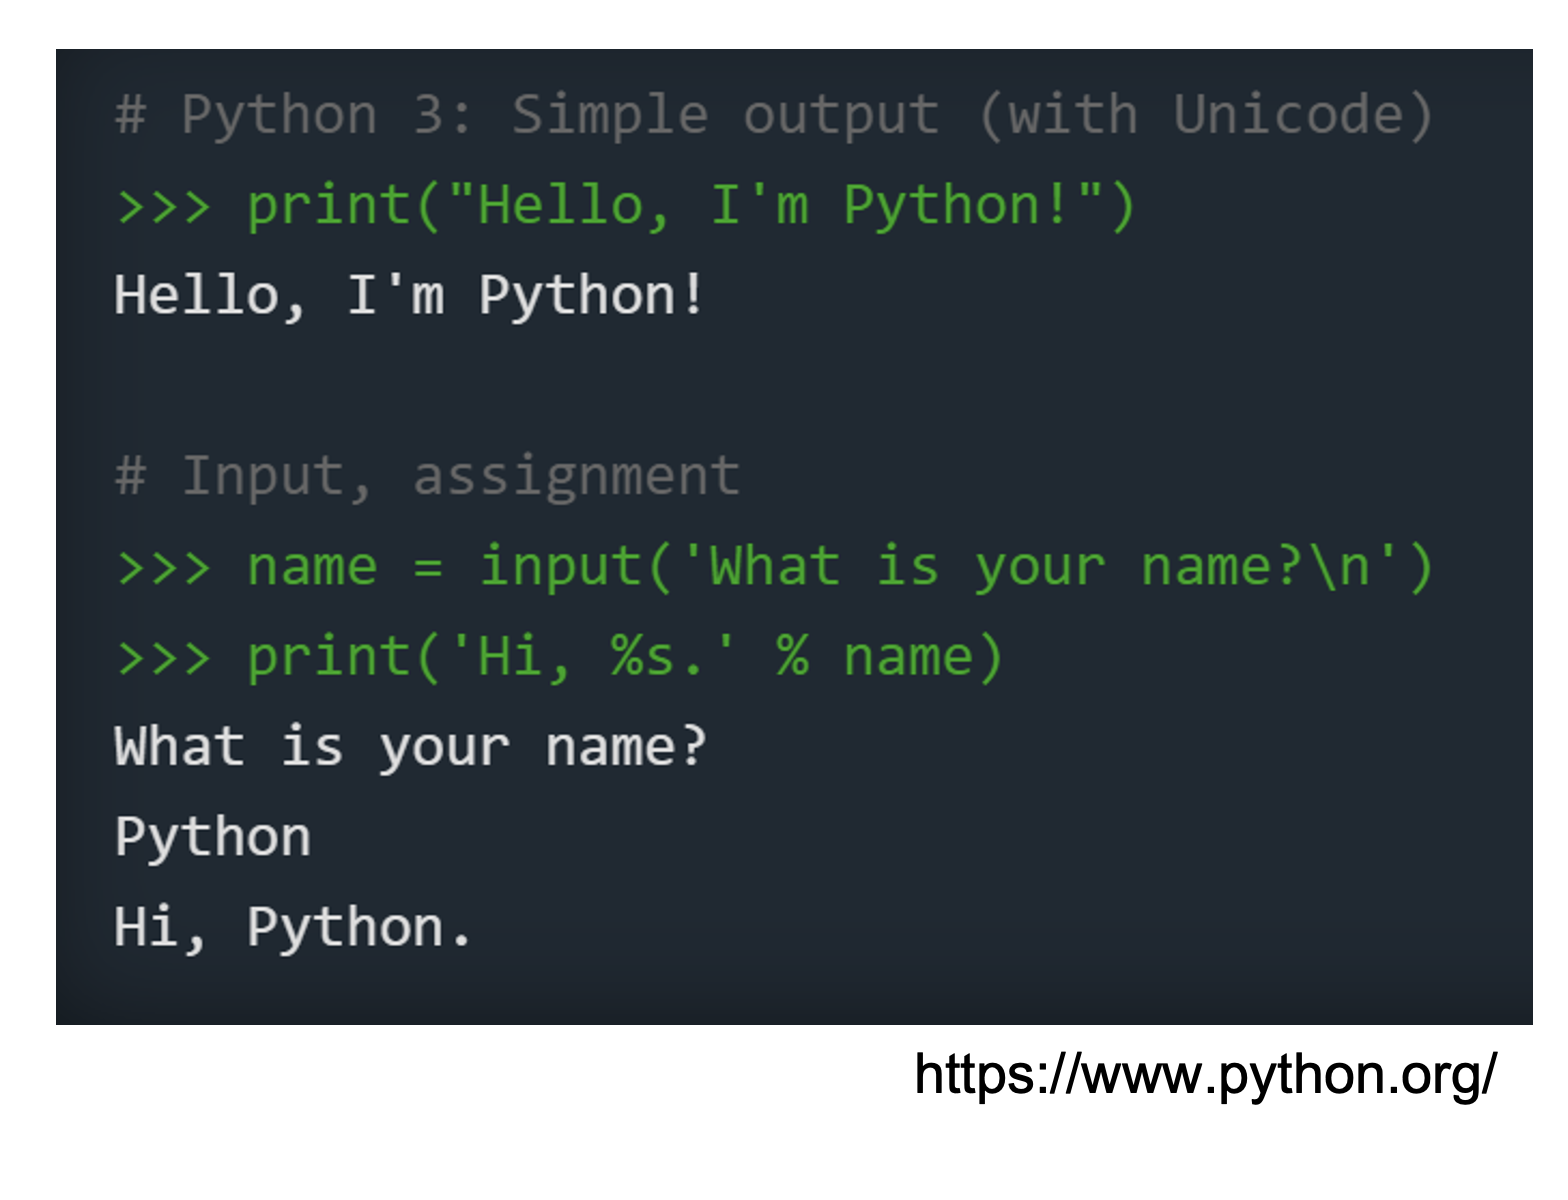 # Python 3: Simple output (with Unicode)
>>> print("Hello, I'm Python!")
Hello, I'm Python!
# Input, assignment
>>> name = input('What is your name?\n')
>>> print('Hi, %s.' % name)
What is your name?
Python
Hi, Python.
https://www.python.org/